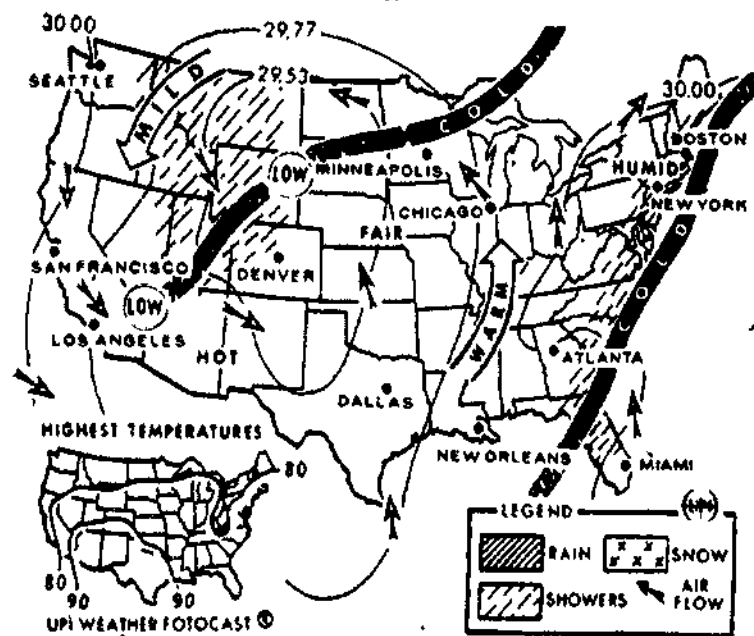 30.00
29.77
SEATTLE
MILD
29.53
COLD
30.00
BOSTON
LOW
MINNEAPOLIS
HUMID
NEW YORK
CHICAGO
FAIR
SAN FRANCISCO
DENVER
LOW
LOS ANGELES
HOT
WARM
COLD
ATLANTA
DALLAS
HIGHEST TEMPERATURES
NEW ORLEANS
MIAMI
80
LEGEND
UPI
RAIN
SNOW
SHOWERS
AIR
FLOW
80
90
90
UPI WEATHER FOTOCAST ®